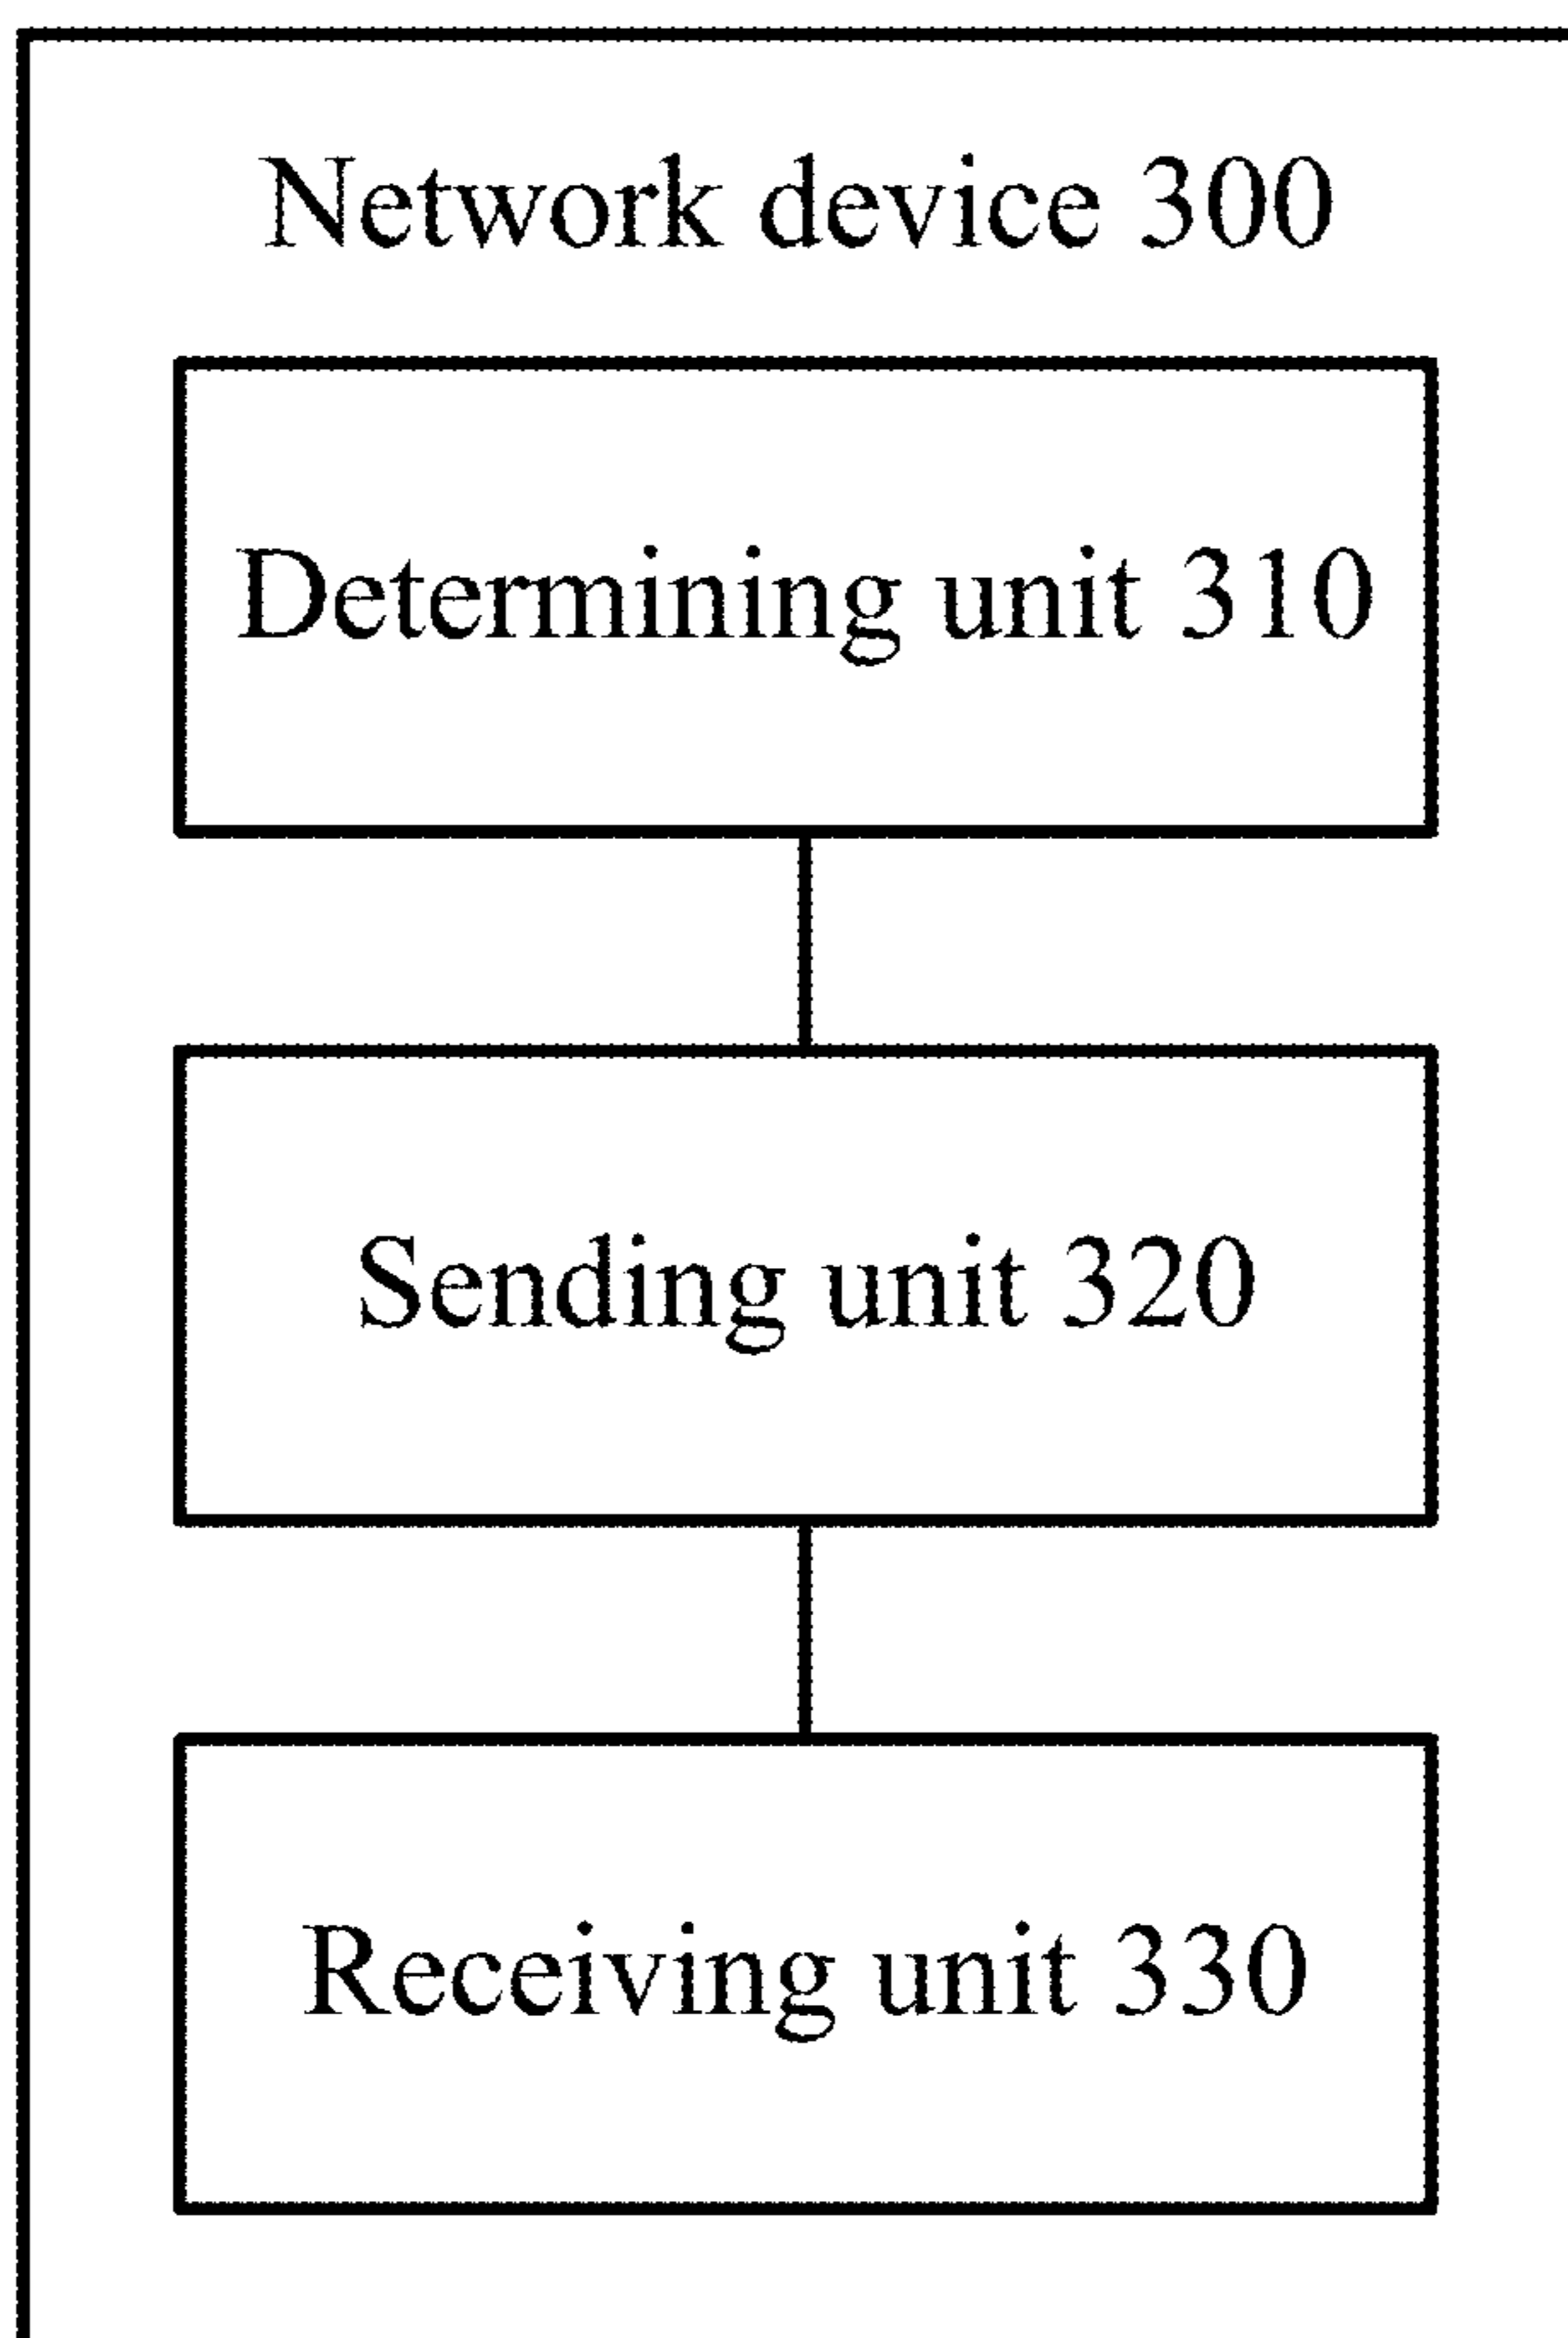 Network device 300
Determining unit 310
Sending unit 320
Receiving unit 330